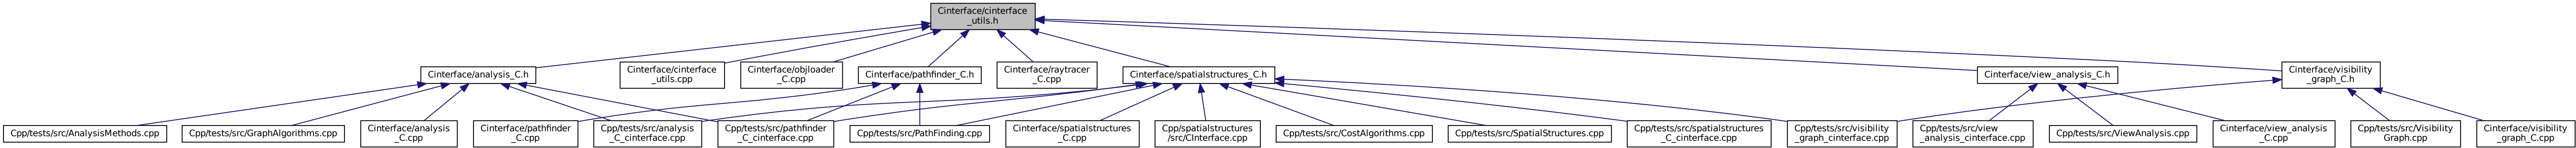 Cinterface/cinterface
_utils.h
Cinterface/analysis_C.h
Cinterface/cinterface
_utils.cpp
Cinterface/objloader
_C.cpp
Cinterface/pathfinder_C.h
Cinterface/raytracer
_C.cpp
Cinterface/spatialstructures_C.h
Cinterface/view_analysis_C.h
Cinterface/visibility
_graph_C.h
Cpp/tests/src/AnalysisMethods.cpp
Cpp/tests/src/GraphAlgorithms.cpp
Cinterface/analysis
_C.cpp
Cinterface/pathfinder
_C.cpp
Cpp/tests/src/analysis
_C_cinterface.cpp
Cpp/tests/src/pathfinder
_C_cinterface.cpp
Cpp/tests/src/PathFinding.cpp
Cinterface/spatialstructures
_C.cpp
Cpp/spatialstructures
/src/CInterface.cpp
Cpp/tests/src/CostAlgorithms.cpp
Cpp/tests/src/SpatialStructures.cpp
Cpp/tests/src/spatialstructures
_C_cinterface.cpp
Cpp/tests/src/visibility
_graph_cinterface.cpp
Cpp/tests/src/view
_analysis_cinterface.cpp
Cpp/tests/src/ViewAnalysis.cpp
Cinterface/view_analysis
_C.cpp
Cpp/tests/src/Visibility
Graph.cpp
Cinterface/visibility
_graph_C.cpp